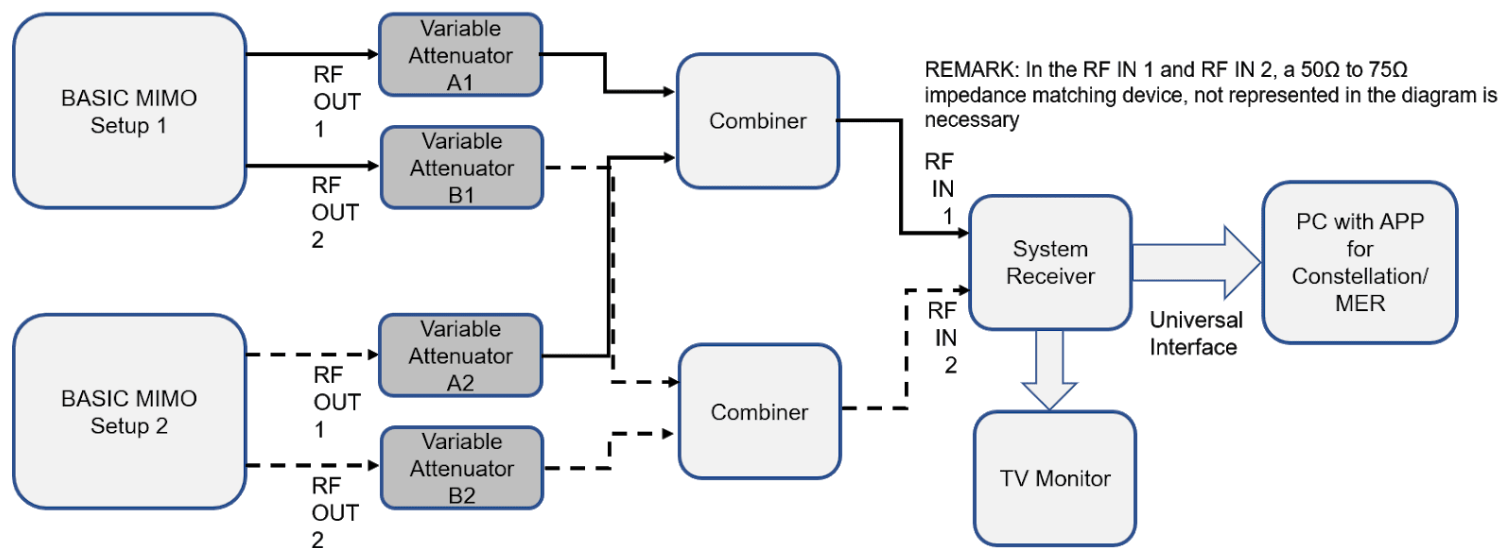 BASIC MIMO
Setup 1
RF
OUT
1
RF
OUT
2
Variable
Attenuator
A1
Variable
Attenuator
B1
Combiner
REMARK: In the RF IN 1 and RF IN 2, a 50Ω to 75Ω
impedance matching device, not represented in the diagram is
necessary
RF
IN
1
BASIC MIMO
Setup 2
RF
OUT
1
RF
OUT
2
Variable
Attenuator
A2
Variable
Attenuator
B2
Combiner
RF
IN
2
System
Receiver
Universal
Interface
PC with APP
for
Constellation/
MER
TV Monitor